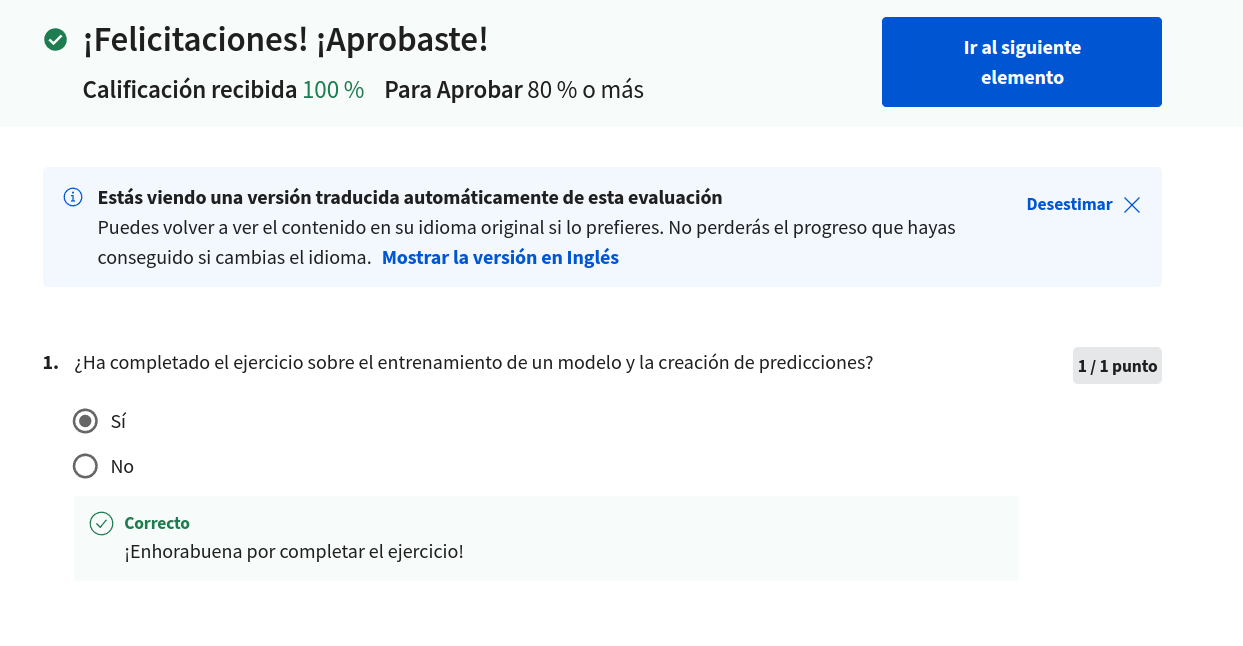 ¡Felicitaciones! ¡Aprobaste!
Calificación recibida 100 % Para Aprobar 80 % o más
Ir al siguiente
elemento
Estás viendo una versión traducida automáticamente de esta evaluación
Puedes volver a ver el contenido en su idioma original si lo prefieres. No perderás el progreso que hayas
conseguido si cambias el idioma. Mostrar la versión en Inglés
Desestimar
1. ¿Ha completado el ejercicio sobre el entrenamiento de un modelo y la creación de predicciones?
1 / 1 punto
Sí
No
Correcto
¡Enhorabuena por completar el ejercicio!